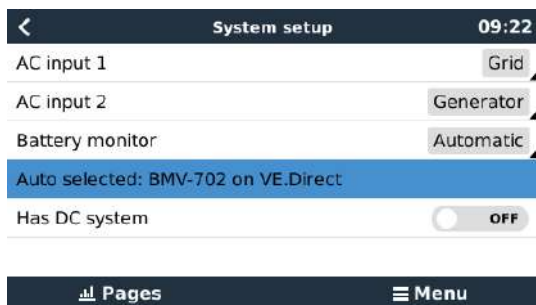 System setup 09:22
AC input 1 Grid
AC input 2 Generator
Battery monitor Automatic
Auto selected: BMV-702 on VE.Direct
Has DC system OFF
Pages Menu